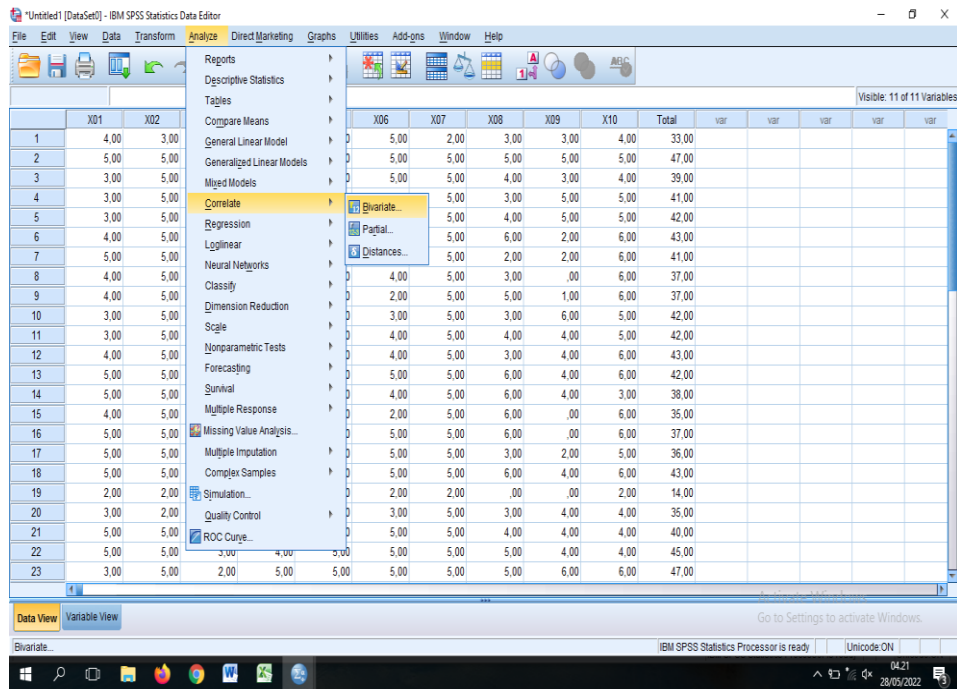 *Untitled1 [DataSet0] - IBM SPSS Statistics Data Editor
File Edit View Data Transform Analyze Direct Marketing Graphs Utilities Add-ons Window Help
Visible: 11 of 11 Variables
Reports
Descriptive Statistics
Tables
Compare Means
General Linear Model
Generalized Linear Models
Mixed Models
Correlate
Regression
Loglinear
Neural Networks
Classify
Dimension Reduction
Scale
Nonparametric Tests
Forecasting
Survival
Multiple Response
Missing Value Analysis...
Multiple Imputation
Complex Samples
Simulation...
Quality Control
ROC Curve...
Bivariate...
Partial...
Distances...
X01 X02 X06 X07 X08 X09 X10 Total var var var var var
1 4,00 3,00 5,00 2,00 3,00 3,00 4,00 33,00
2 5,00 5,00 5,00 5,00 5,00 5,00 5,00 47,00
3 3,00 5,00 5,00 5,00 4,00 3,00 4,00 39,00
4 3,00 5,00 5,00 3,00 5,00 5,00 41,00
5 3,00 5,00 5,00 4,00 5,00 5,00 42,00
6 4,00 5,00 5,00 6,00 2,00 6,00 43,00
7 5,00 5,00 5,00 2,00 2,00 6,00 41,00
8 4,00 5,00 4,00 5,00 3,00 ,00 6,00 37,00
9 4,00 5,00 2,00 5,00 5,00 1,00 6,00 37,00
10 3,00 5,00 3,00 5,00 3,00 6,00 5,00 42,00
11 3,00 5,00 4,00 5,00 4,00 4,00 5,00 42,00
12 4,00 5,00 4,00 5,00 3,00 4,00 6,00 43,00
13 5,00 5,00 5,00 5,00 6,00 4,00 6,00 42,00
14 5,00 5,00 4,00 5,00 6,00 4,00 3,00 38,00
15 4,00 5,00 2,00 5,00 6,00 ,00 6,00 35,00
16 5,00 5,00 5,00 5,00 6,00 ,00 6,00 37,00
17 5,00 5,00 5,00 5,00 3,00 2,00 5,00 36,00
18 5,00 5,00 5,00 5,00 6,00 4,00 6,00 43,00
19 2,00 2,00 2,00 2,00 ,00 ,00 2,00 14,00
20 3,00 2,00 3,00 5,00 3,00 4,00 4,00 35,00
21 5,00 5,00 5,00 5,00 4,00 4,00 4,00 40,00
22 5,00 5,00 3,00 4,00 5,00 5,00 5,00 5,00 4,00 4,00 45,00
23 3,00 5,00 2,00 5,00 5,00 5,00 5,00 5,00 6,00 6,00 47,00
Activate Windows
Go to Settings to activate Windows.
Data View Variable View
Bivariate... IBM SPSS Statistics Processor is ready Unicode:ON
04.21
28/05/2022